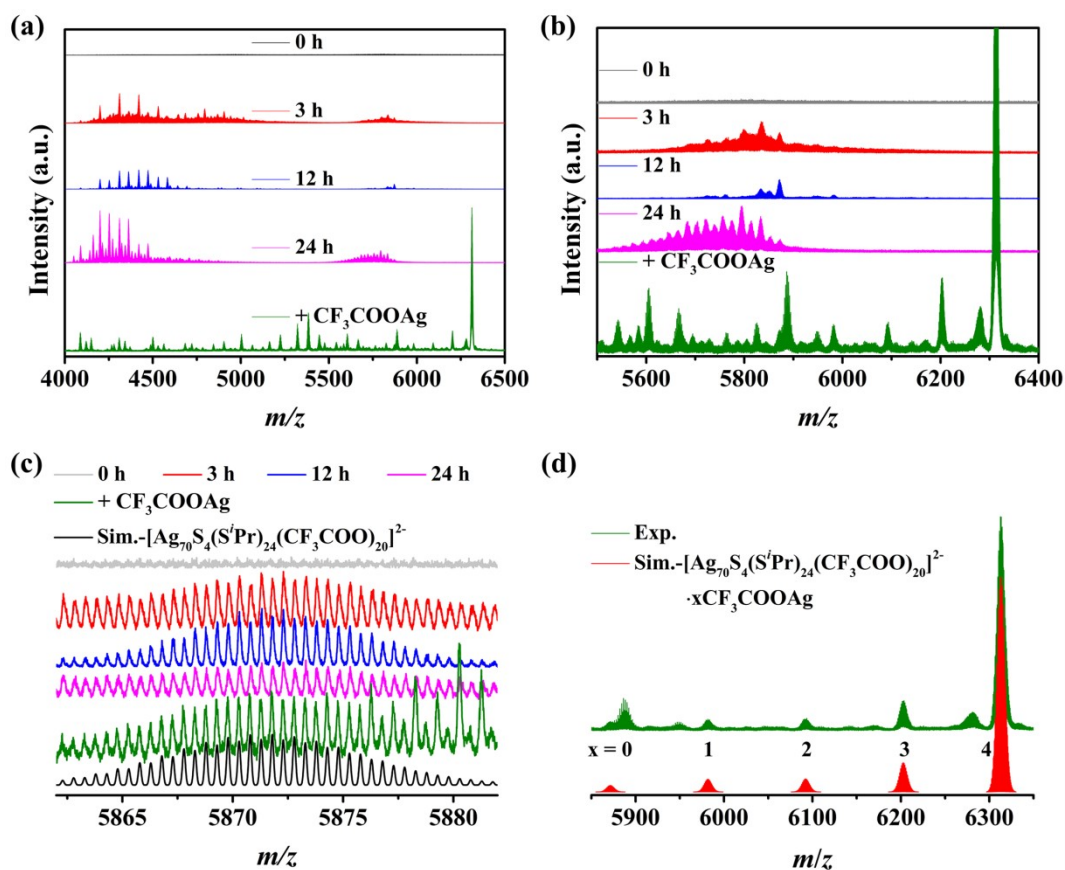 (a)
0 h
3 h
12 h
24 h
+ CF₃COOAg
Intensity (a.u.)
4000 4500 5000 5500 6000 6500
m/z
(b)
0 h
3 h
12 h
24 h
+ CF₃COOAg
Intensity (a.u.)
5600 5800 6000 6200 6400
m/z
(c)
0 h 3 h 12 h 24 h
+ CF₃COOAg
Sim.-[Ag₇₀S₄(SⁱPr)₂₄(CF₃COO)₂₀]²⁻
5865 5870 5875 5880
m/z
(d)
Exp.
Sim.-[Ag₇₀S₄(SⁱPr)₂₄(CF₃COO)₂₀]²⁻
·xCF₃COOAg
x = 0 1 2 3 4
5900 6000 6100 6200 6300
m/z